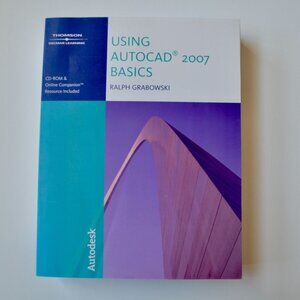 THOMSON
DELMAR LEARNING
CD-ROM &
Online Companion™
Resource Included
USING
AUTOCAD® 2007
BASICS
RALPH GRABOWSKI
Autodesk